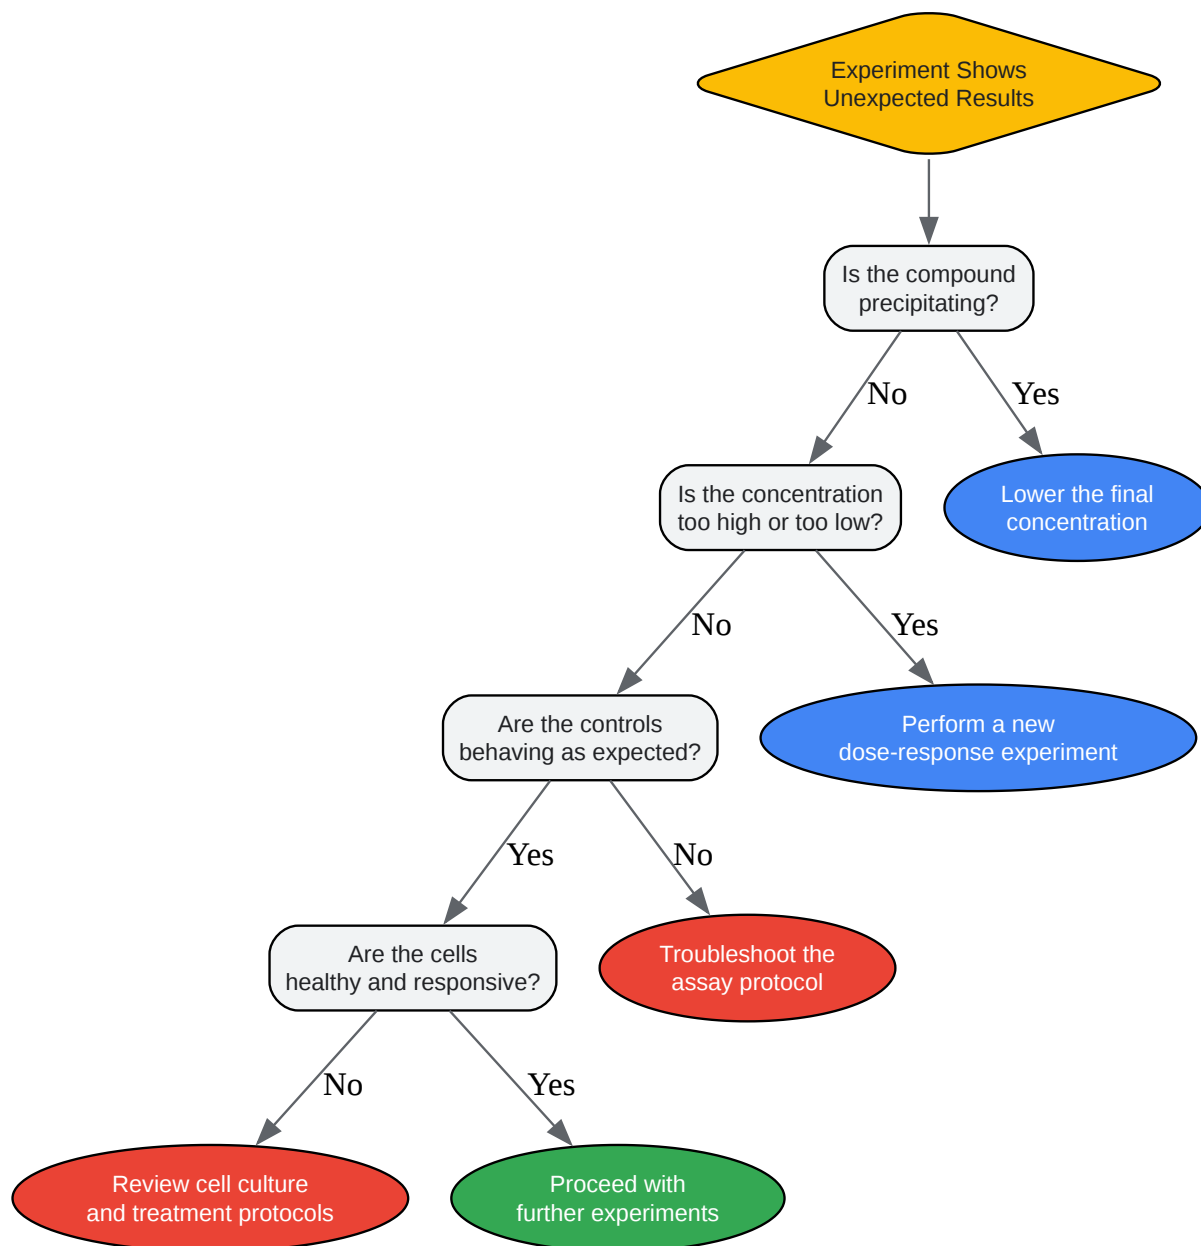 Experiment Shows
Unexpected Results
Is the compound
precipitating?
No
Yes
Is the concentration
too high or too low?
Lower the final
concentration
No
Yes
Are the controls
behaving as expected?
Perform a new
dose-response experiment
Yes
No
Are the cells
healthy and responsive?
Troubleshoot the
assay protocol
No
Yes
Review cell culture
and treatment protocols
Proceed with
further experiments